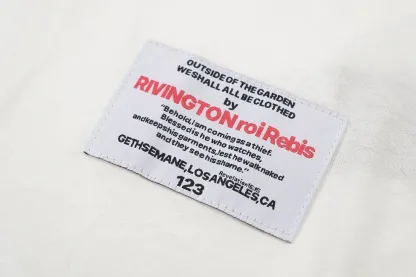 OUTSIDE OF THE GARDEN
WE SHALL ALL BE CLOTHED
by
RIVINGTON roi Rebis
"Behold, I am coming as a thief.
Blessed is he who watches,
and keeps his garments, lest he walk naked
and they see his shame."
Revelation
GETHSEMANE, LOS ANGELES, CA
123